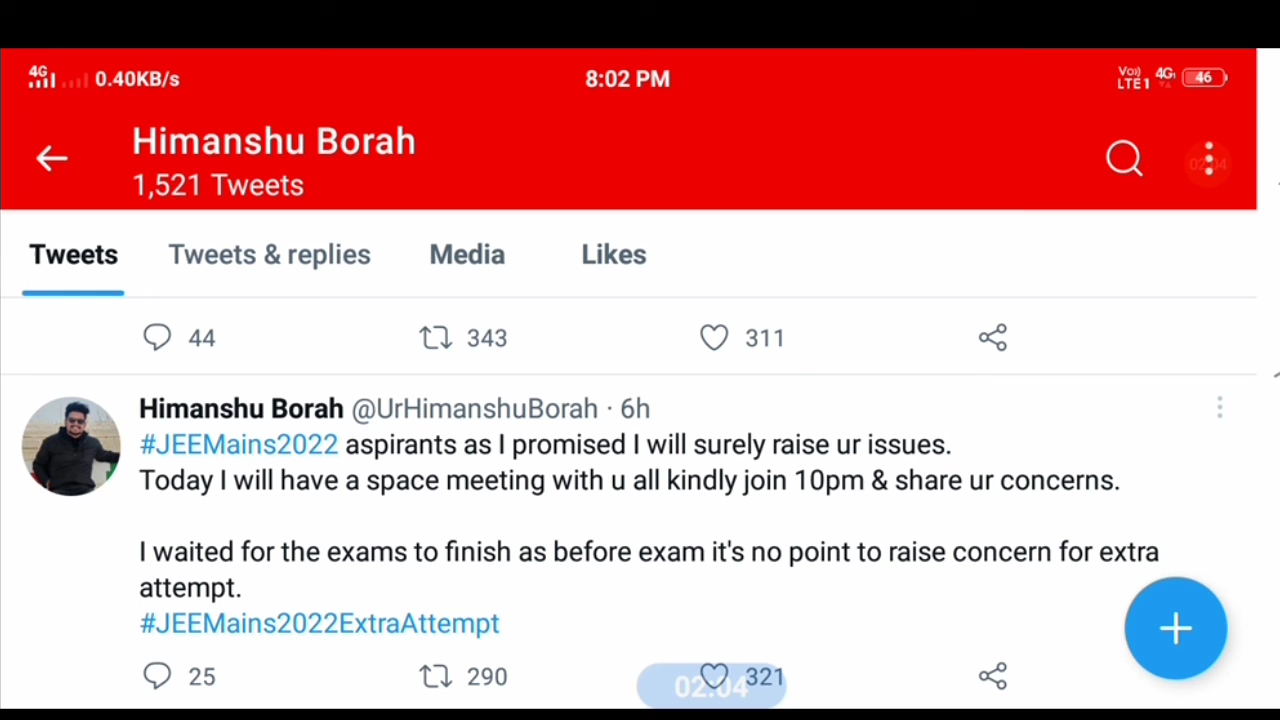 4G 0.40KB/s 8:02 PM Vo) LTE1 4G 46
Himanshu Borah
1,521 Tweets
02:04
Tweets Tweets & replies Media Likes
44 343 311
Himanshu Borah @UrHimanshuBorah · 6h
#JEEMains2022 aspirants as I promised I will surely raise ur issues.
Today I will have a space meeting with u all kindly join 10pm & share ur concerns.
I waited for the exams to finish as before exam it's no point to raise concern for extra
attempt.
#JEEMains2022ExtraAttempt
25 290 321
02:04